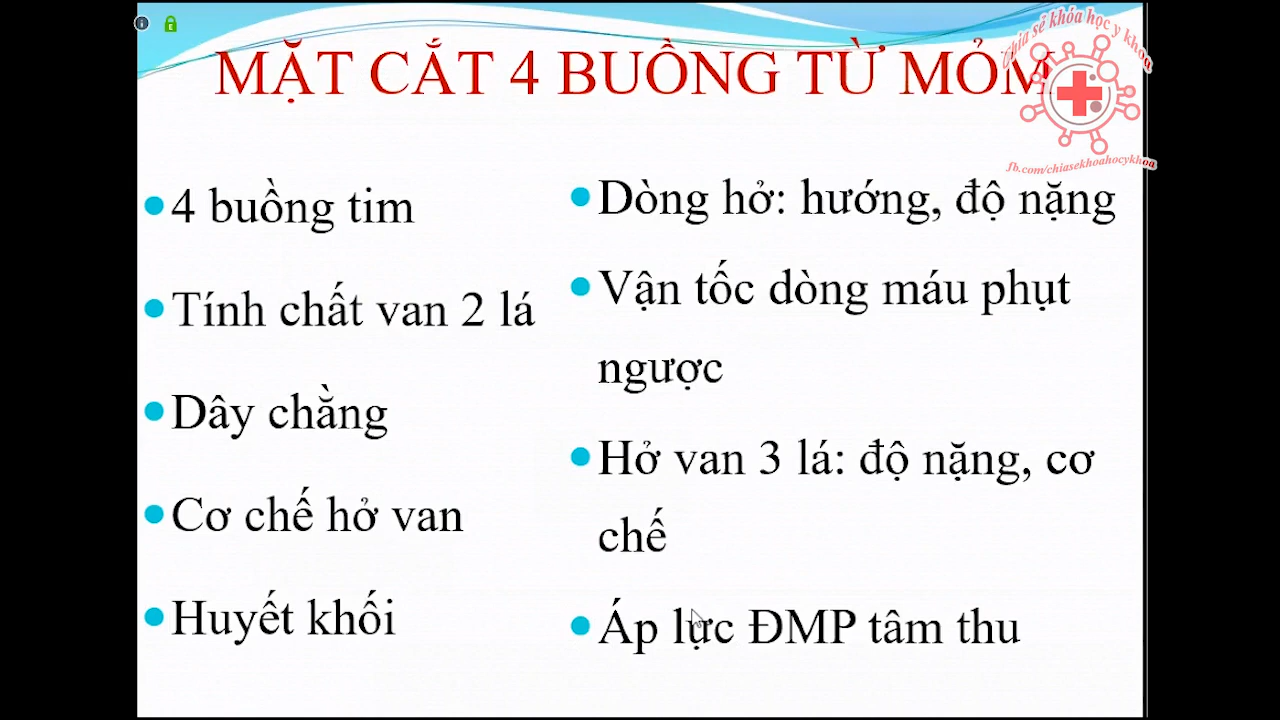 MẶT CẮT 4 BUỒNG TỪ MỎM
Chia sẻ khóa học y khoa
fb.com/chiasekhoahocykhoa
4 buồng tim
Tính chất van 2 lá
Dây chằng
Cơ chế hở van
Huyết khối
Dòng hở: hướng, độ nặng
Vận tốc dòng máu phụt
ngược
Hở van 3 lá: độ nặng, cơ
chế
Áp lực ĐMP tâm thu